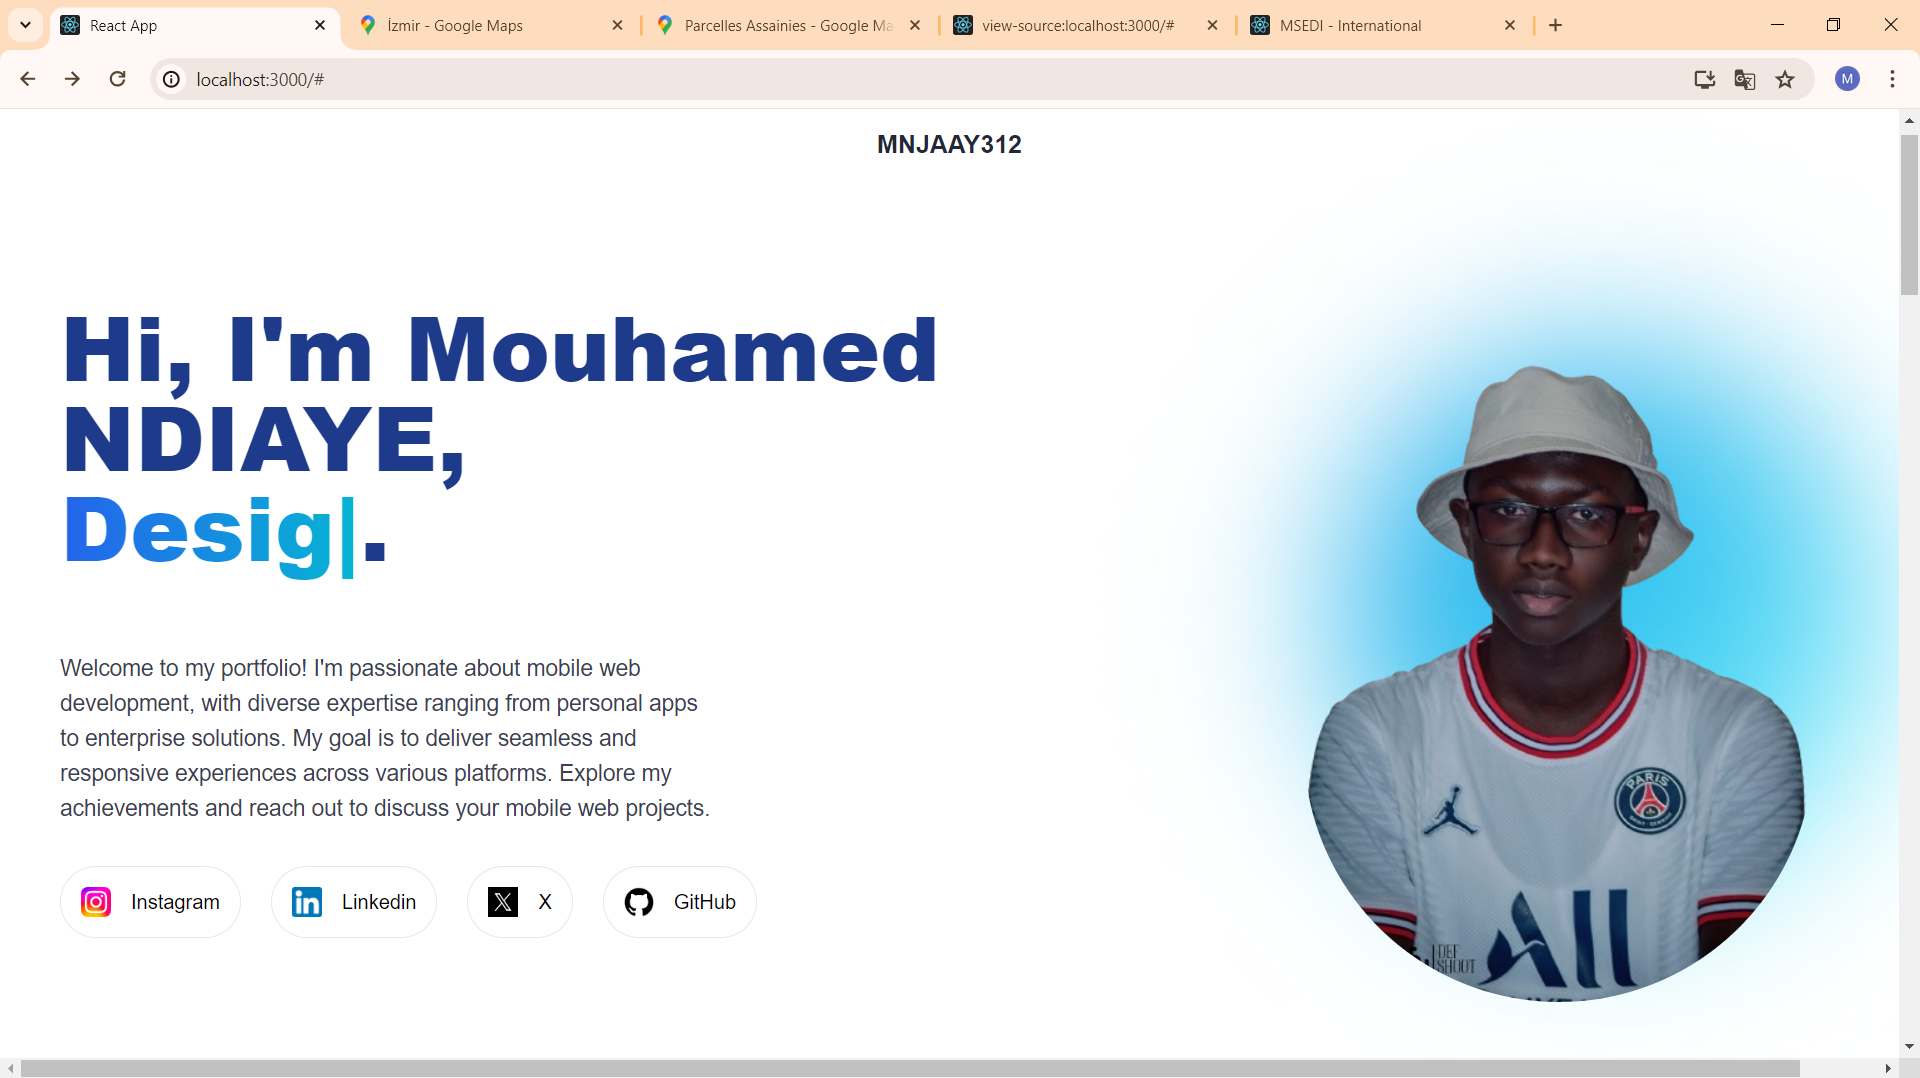 React App
İzmir - Google Maps
Parcelles Assainies - Google Ma
view-source:localhost:3000/#
MSEDI - International
localhost:3000/#
M
MNJAAY312
Hi, I'm Mouhamed
NDIAYE,
Desig|.
Welcome to my portfolio! I'm passionate about mobile web
development, with diverse expertise ranging from personal apps
to enterprise solutions. My goal is to deliver seamless and
responsive experiences across various platforms. Explore my
achievements and reach out to discuss your mobile web projects.
Instagram
Linkedin
X
GitHub
PARIS
SAINT-GERMAIN
ALL
DEF
SHOOT